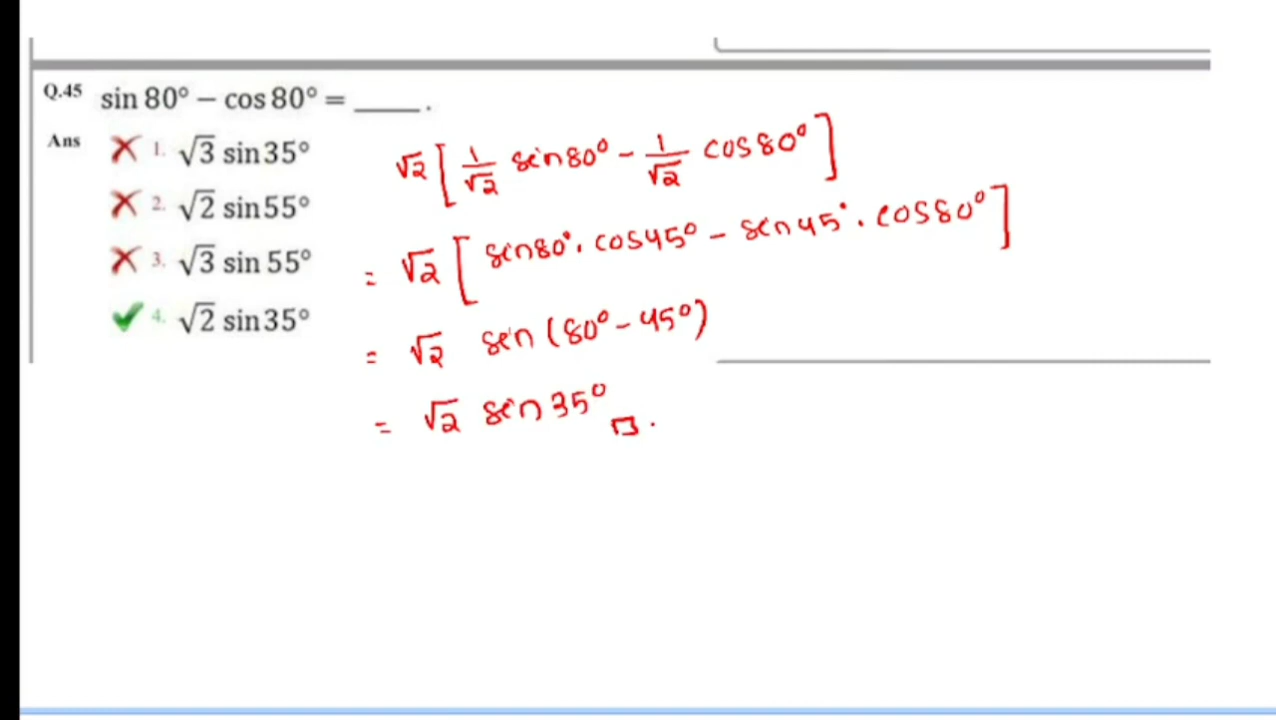 Q.45 sin 80° − cos 80° = ____ .
Ans 1. √3 sin35°
2. √2 sin55°
3. √3 sin 55°
4. √2 sin35°
√2 [ 1/√2 sin80° - 1/√2 cos80° ]
= √2 [ sin80° . cos45° - sin45° . cos80° ]
= √2 sin (80° - 45°)
= √2 sin 35°